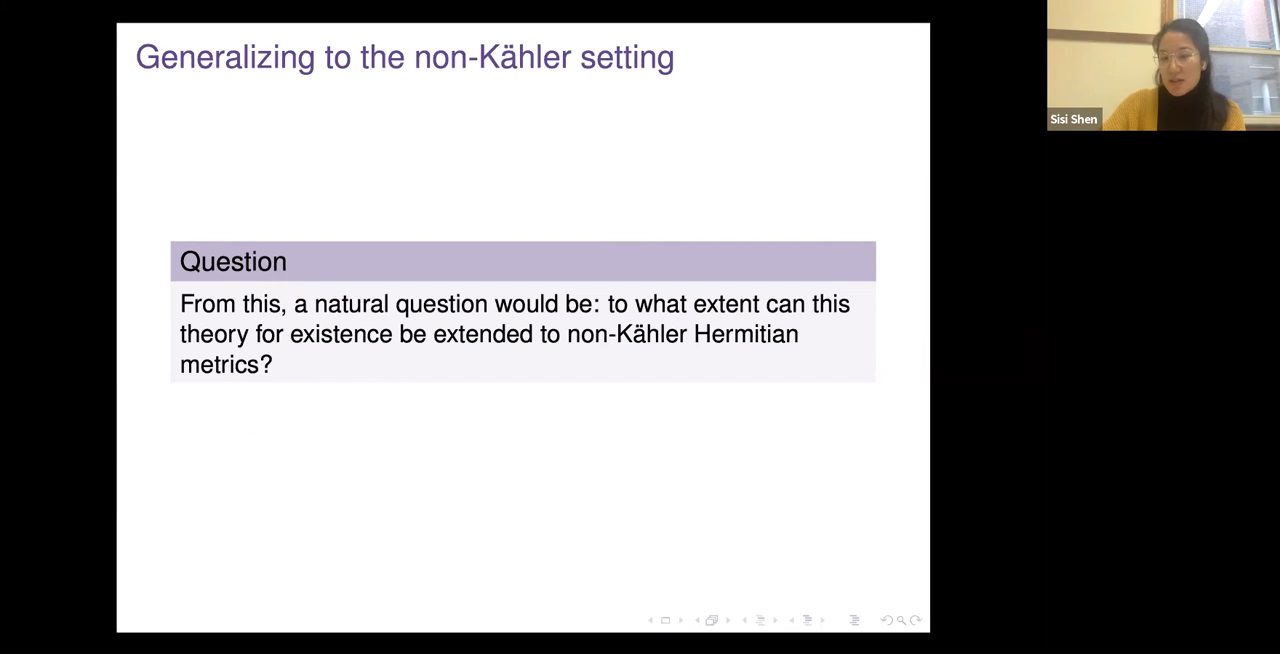 Generalizing to the non-Kähler setting
Sisi Shen
Question
From this, a natural question would be: to what extent can this
theory for existence be extended to non-Kähler Hermitian
metrics?